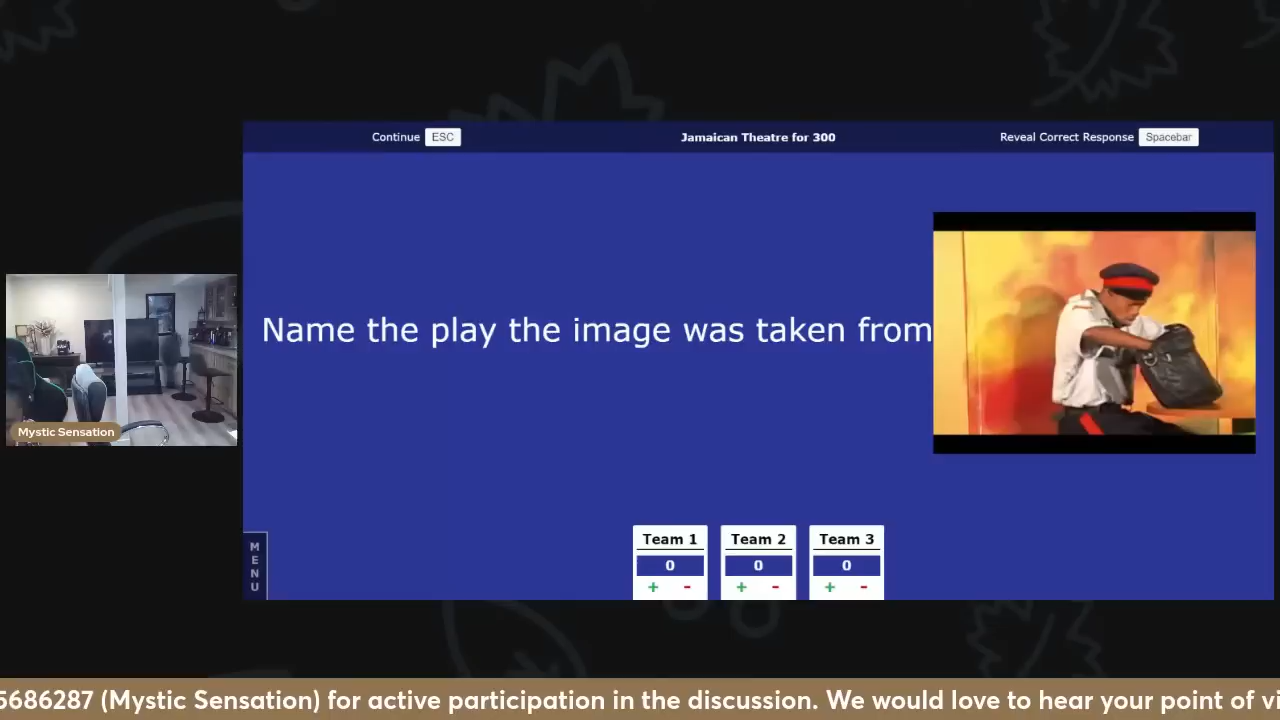 Continue ESC
Jamaican Theatre for 300
Reveal Correct Response Spacebar
Name the play the image was taken from
Mystic Sensation
MENU
Team 1 Team 2 Team 3
0 0 0
+ - + - + -
5686287 (Mystic Sensation) for active participation in the discussion. We would love to hear your point of vi